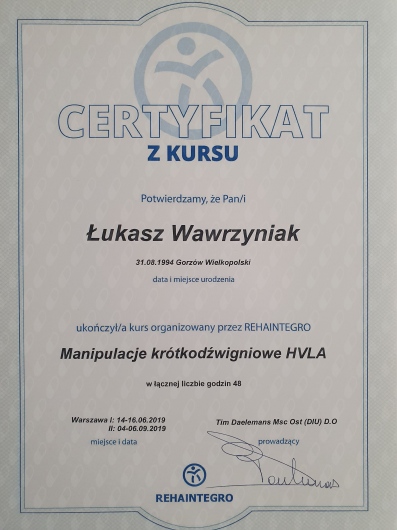 CERTYFIKAT
Z KURSU
Potwierdzamy, że Pan/i
Łukasz Wawrzyniak
31.08.1994 Gorzów Wielkopolski
data i miejsce urodzenia
ukończył/a kurs organizowany przez REHAINTEGRO
Manipulacje krótkodźwigniowe HVLA
w łącznej liczbie godzin 48
Warszawa I: 14-16.06.2019
II: 04-06.09.2019
miejsce i data
Tim Daelemans Msc Ost (DIU) D.O
prowadzący
REHAINTEGRO